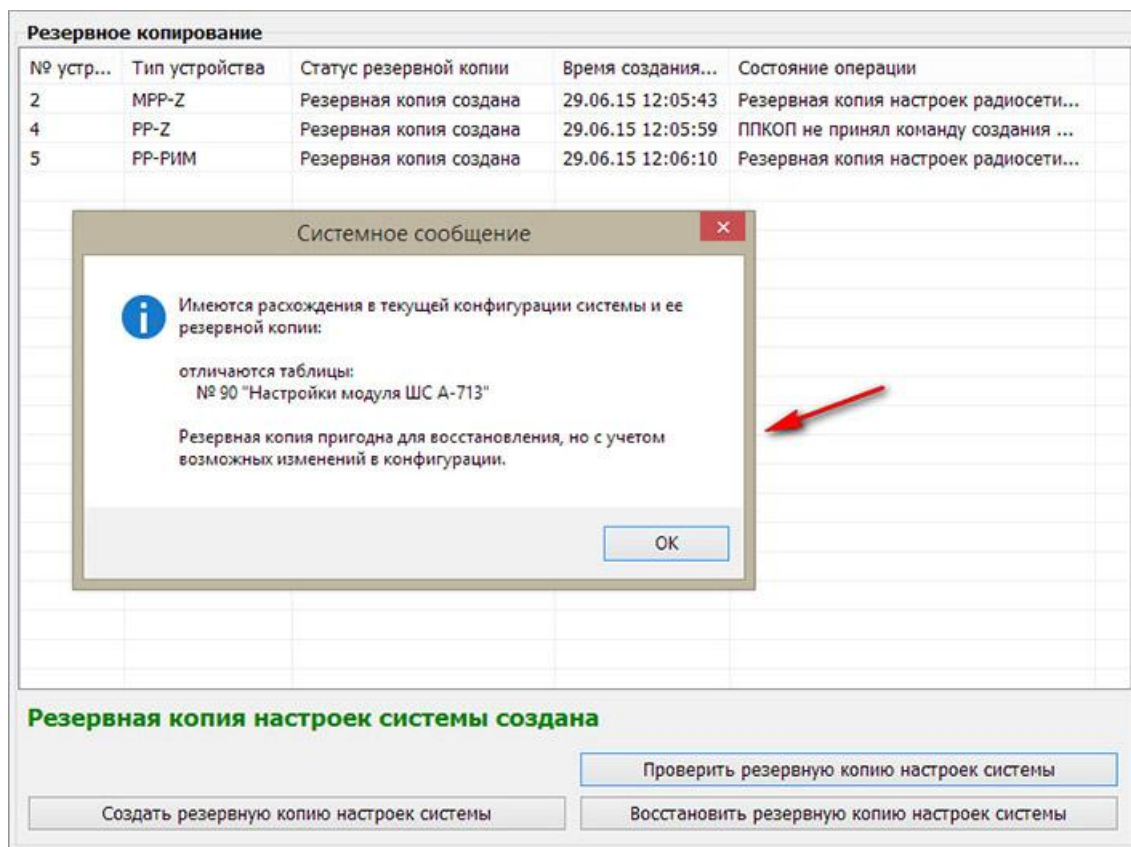 Резервное копирование
№ устр... Тип устройства Статус резервной копии Время создания... Состояние операции
2 MPP-Z Резервная копия создана 29.06.15 12:05:43 Резервная копия настроек радиосети...
4 PP-Z Резервная копия создана 29.06.15 12:05:59 ППКОП не принял команду создания ...
5 РР-РИМ Резервная копия создана 29.06.15 12:06:10 Резервная копия настроек радиосети...
Системное сообщение
Имеются расхождения в текущей конфигурации системы и ее
резервной копии:
отличаются таблицы:
№ 90 "Настройки модуля ШС А-713"
Резервная копия пригодна для восстановления, но с учетом
возможных изменений в конфигурации.
OK
Резервная копия настроек системы создана
Проверить резервную копию настроек системы
Создать резервную копию настроек системы Восстановить резервную копию настроек системы